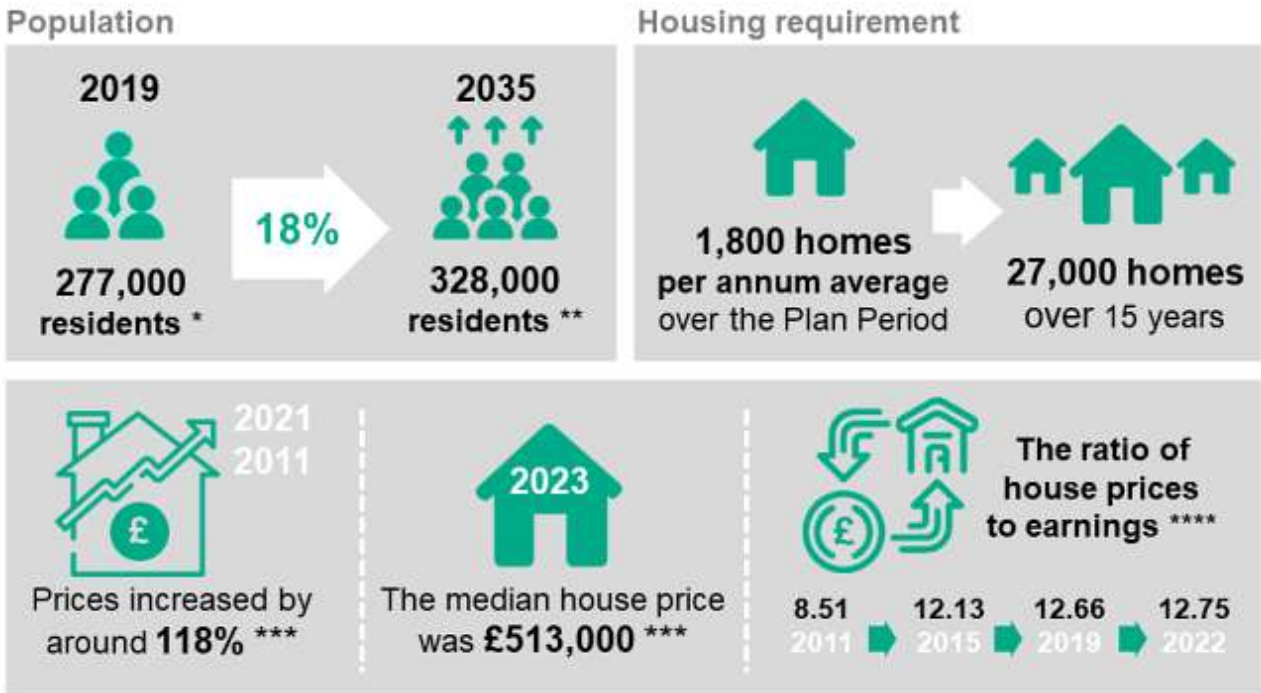 Population
2019
18%
277,000
residents *
2035
328,000
residents **
Housing requirement
1,800 homes
per annum average
over the Plan Period
27,000 homes
over 15 years
2021
2011
£
Prices increased by
around 118% ***
2023
The median house price
was £513,000 ***
£
The ratio of
house prices
to earnings ****
8.51 12.13 12.66 12.75
2011 2015 2019 2022